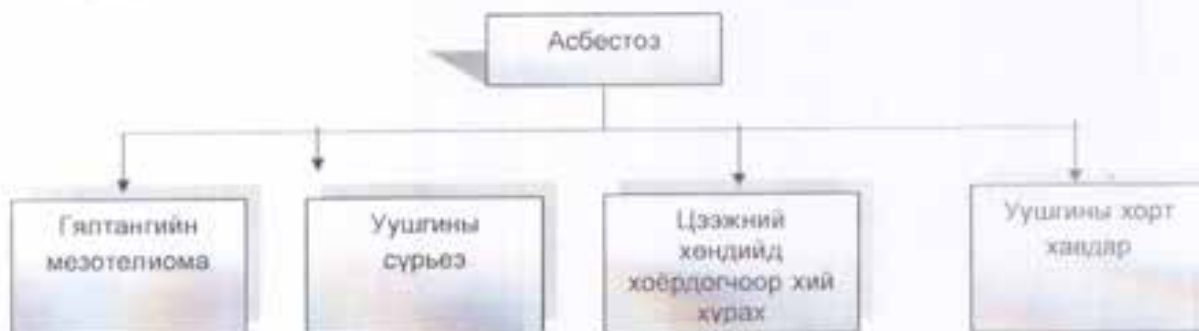 Асбестоз
Гялтангийн
мезотелиома
Уушгины
сүрьеэ
Цээжний
хөндийд
хоёрдогчоор хий
хурах
Уушгины хорт
хавдар